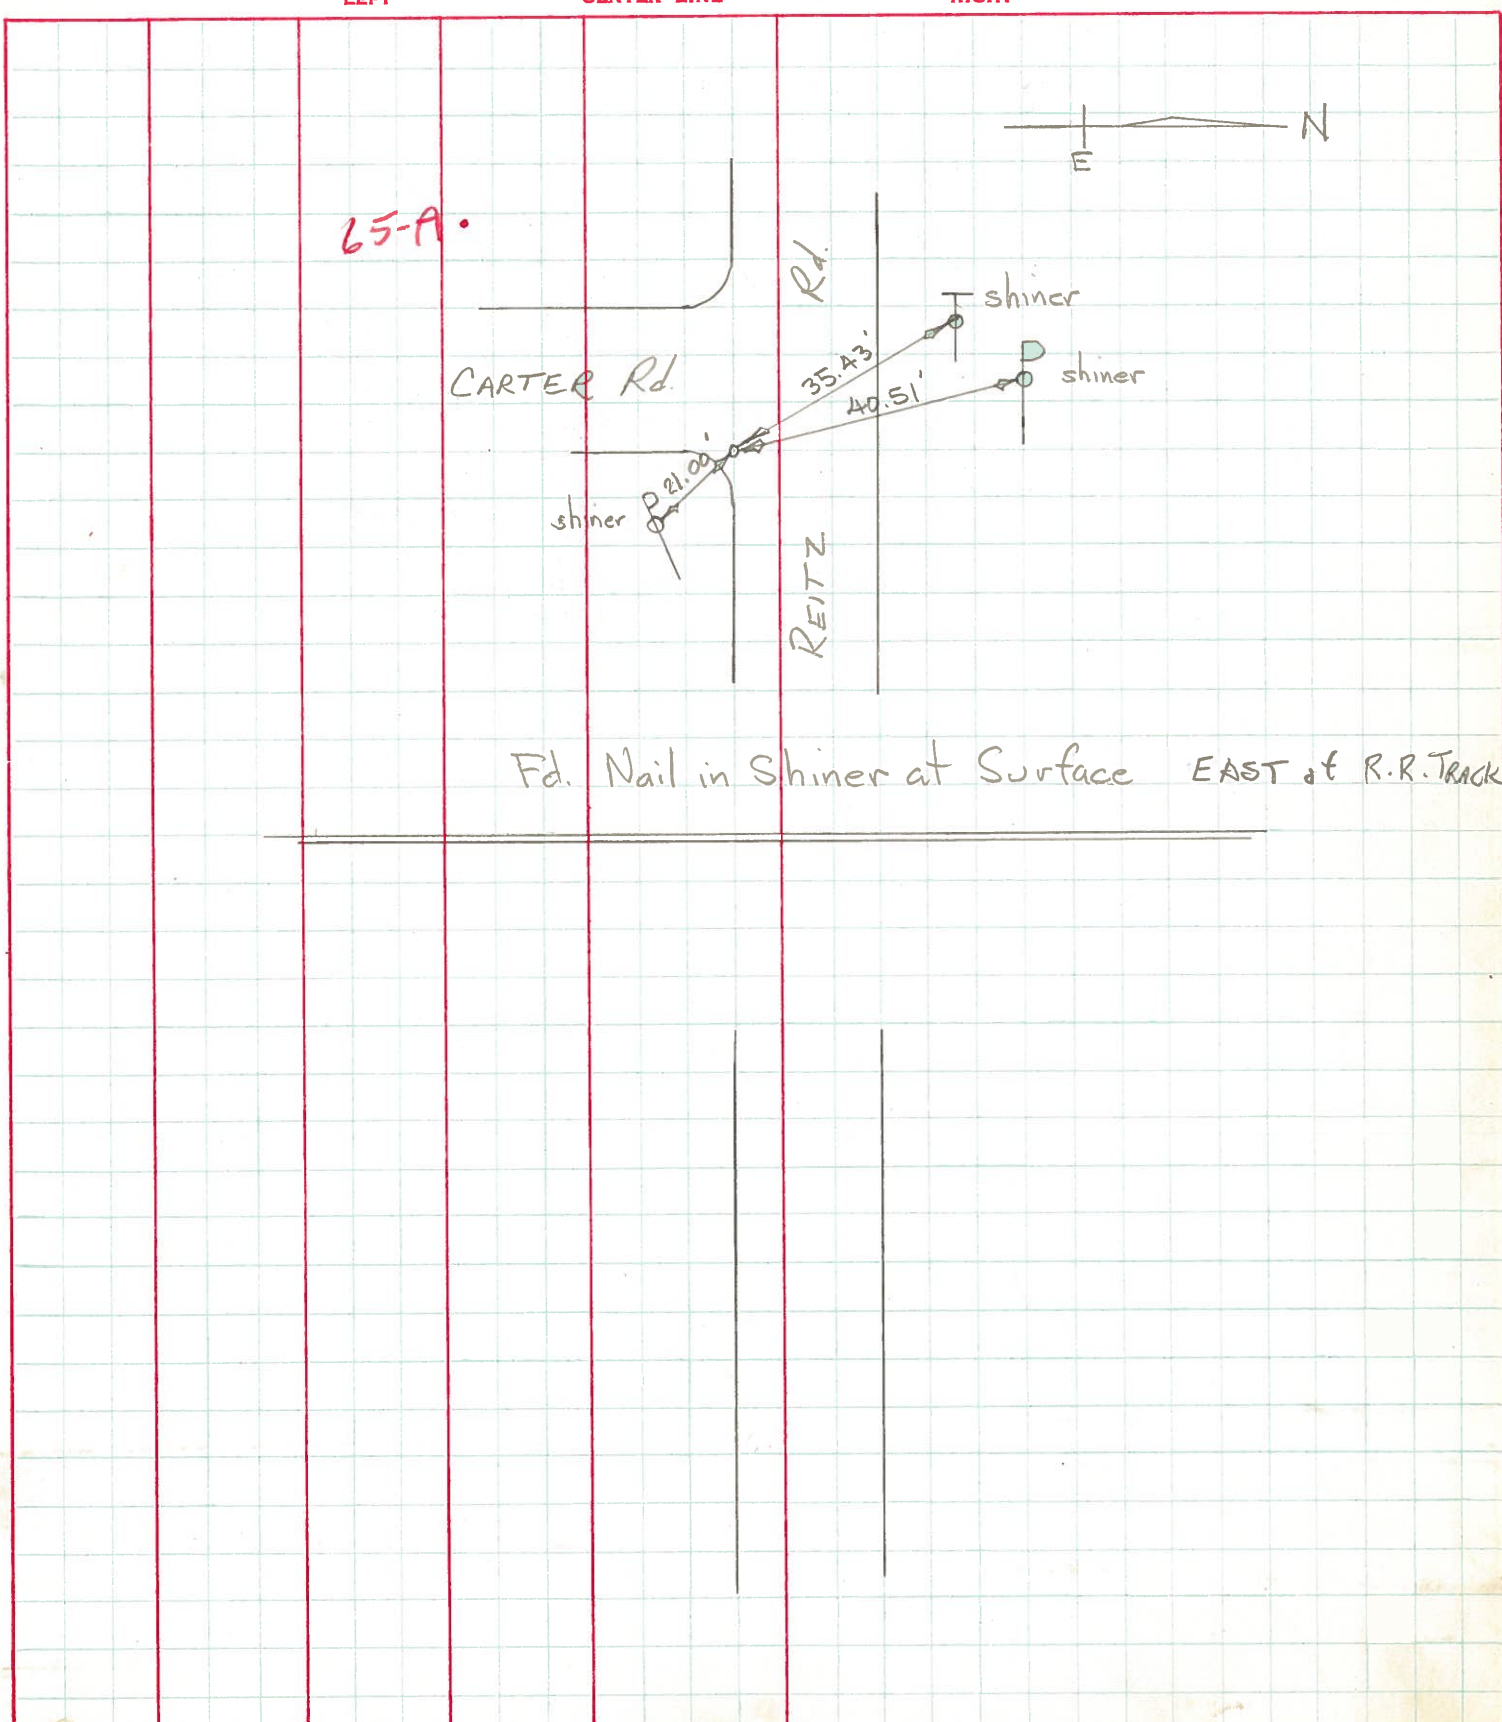 N
E
65-A.
Rd.
shiner
35.43'
P
shiner
CARTER Rd.
40.51'
21.00'
P
shiner
REITZ
Fd. Nail in Shiner at Surface EAST of R.R. TRACK